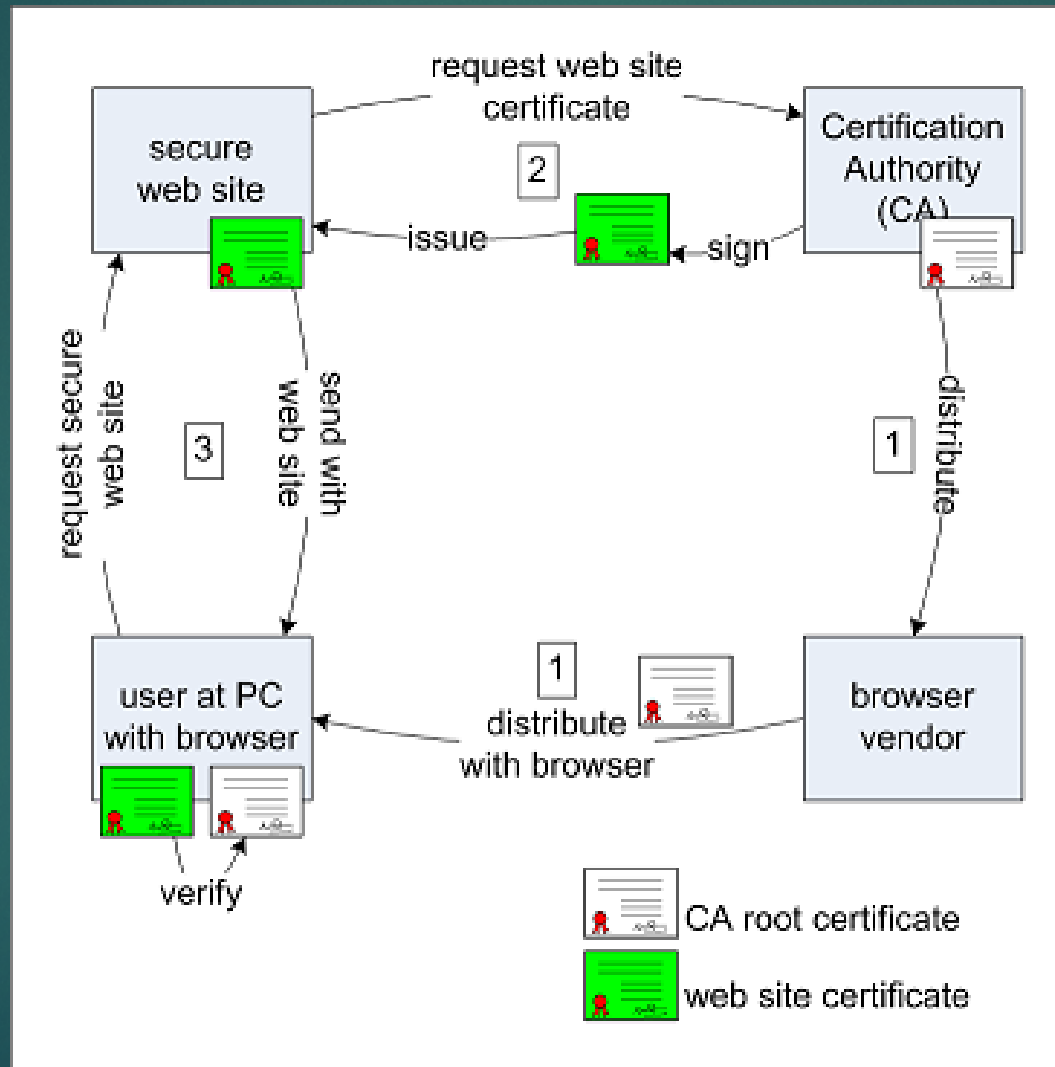 request web site
certificate
secure
web site
Certification
Authority
(CA)
2
issue
sign
request secure
web site
3
send with
web site
1
distribute
user at PC
with browser
1
distribute
with browser
browser
vendor
verify
CA root certificate
web site certificate